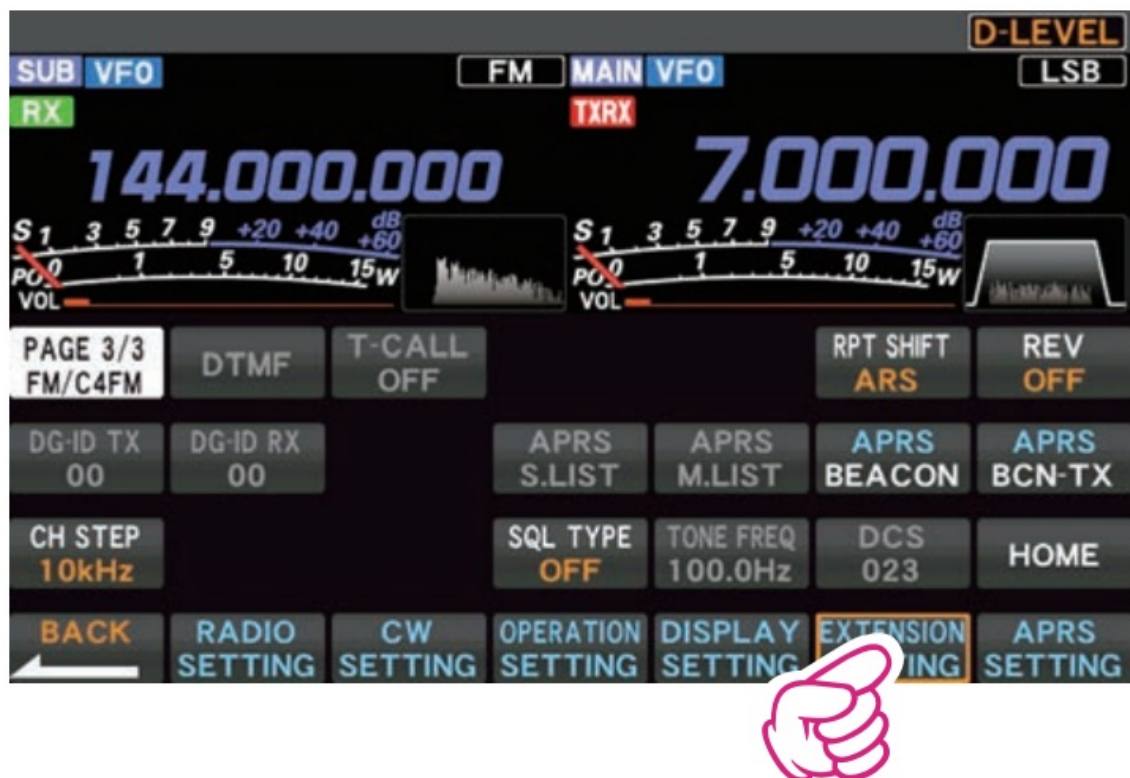 D-LEVEL
SUB VFO FM MAIN VFO LSB
RX TXRX
144.000.000 7.000.000
S 1 3 5 7 9 +20 +40 +60 dB S 1 3 5 7 9 +20 +40 +60 dB
PO 0 1 5 10 15 W PO 0 1 5 10 15 W
VOL VOL
PAGE 3/3 DTMF T-CALL RPT SHIFT REV
FM/C4FM OFF ARS OFF
DG-ID TX DG-ID RX APRS APRS APRS APRS
00 00 S.LIST M.LIST BEACON BCN-TX
CH STEP SQL TYPE TONE FREQ DCS HOME
10kHz OFF 100.0Hz 023
BACK RADIO CW OPERATION DISPLAY EXTENSION APRS
SETTING SETTING SETTING SETTING SETTING